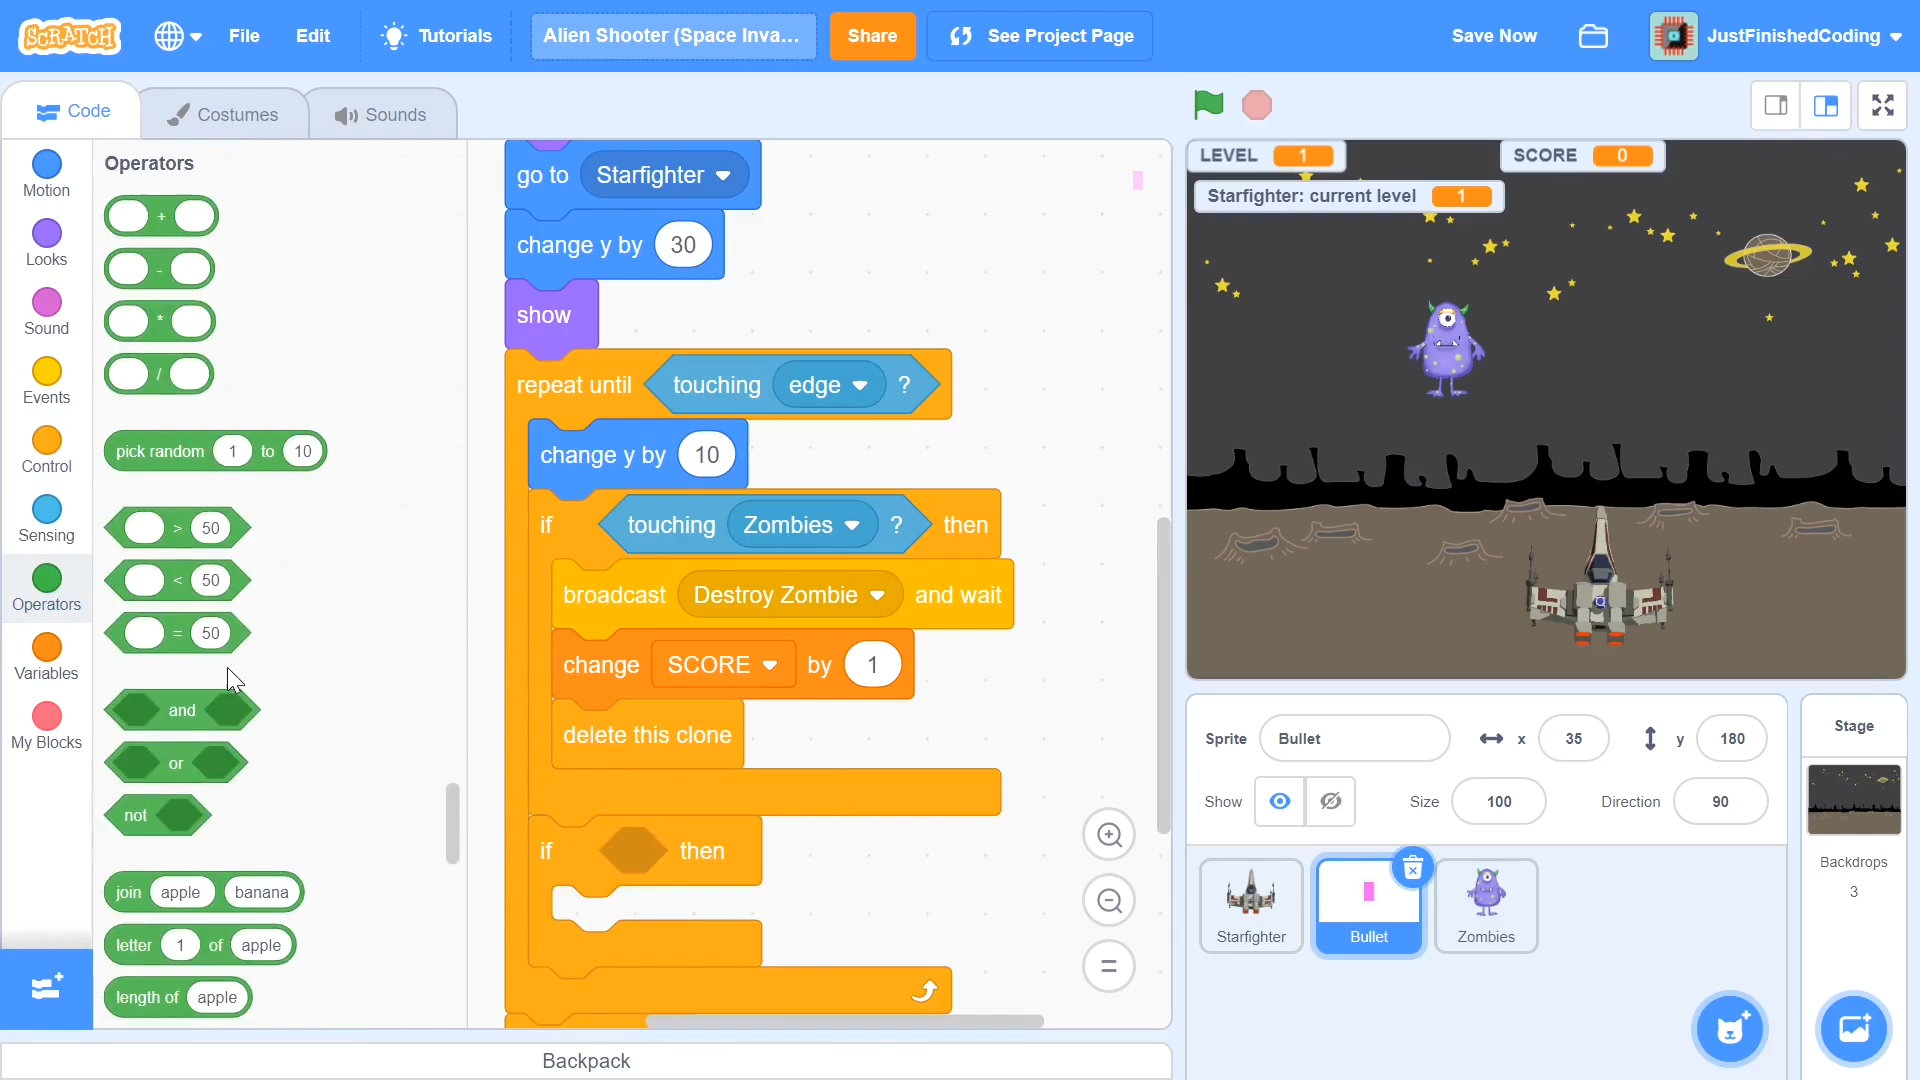 SCRATCH File Edit Tutorials Alien Shooter (Space Inva... Share See Project Page Save Now JustFinishedCoding
Code Costumes Sounds
Motion
Looks
Sound
Events
Control
Sensing
Operators
Variables
My Blocks
Operators
+
-
*
/
pick random 1 to 10
> 50
< 50
= 50
and
or
not
join apple banana
letter 1 of apple
length of apple
go to Starfighter
change y by 30
show
repeat until touching edge ?
change y by 10
if touching Zombies ? then
broadcast Destroy Zombie and wait
change SCORE by 1
delete this clone
if then
Backpack
LEVEL 1 SCORE 0
Starfighter: current level 1
Sprite Bullet x 35 y 180
Show Size 100 Direction 90
Starfighter Bullet Zombies
Stage
Backdrops
3